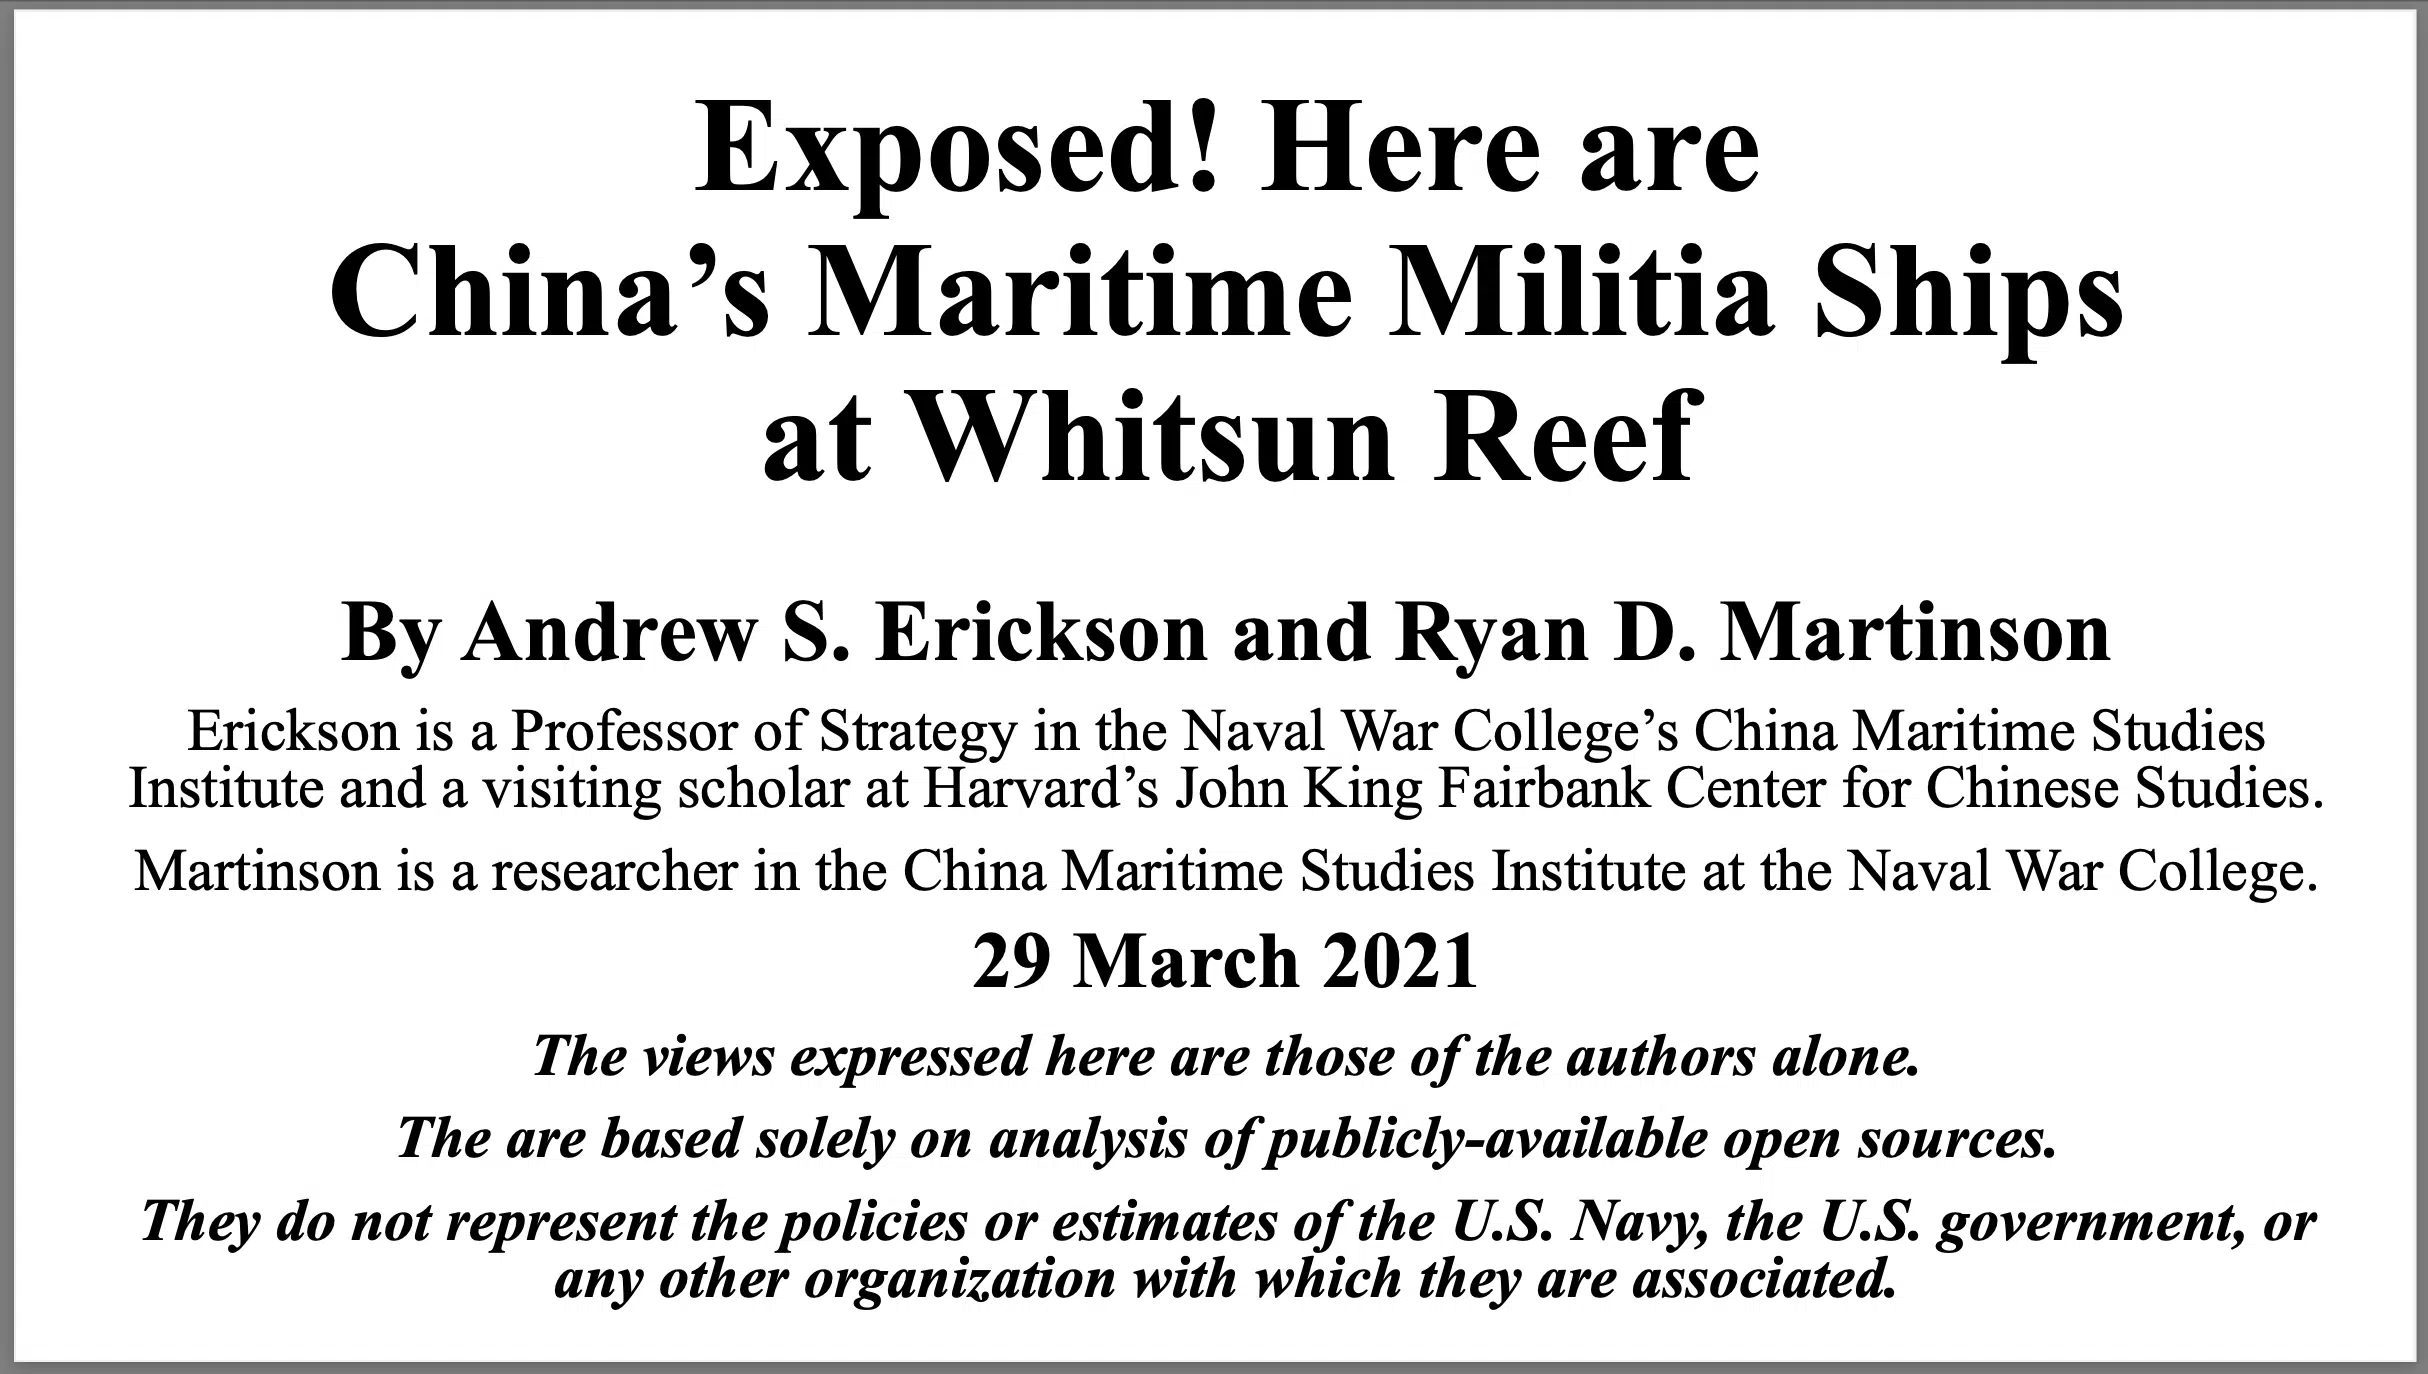 Exposed! Here are
China’s Maritime Militia Ships
at Whitsun Reef
By Andrew S. Erickson and Ryan D. Martinson
Erickson is a Professor of Strategy in the Naval War College’s China Maritime Studies
Institute and a visiting scholar at Harvard’s John King Fairbank Center for Chinese Studies.
Martinson is a researcher in the China Maritime Studies Institute at the Naval War College.
29 March 2021
The views expressed here are those of the authors alone.
The are based solely on analysis of publicly-available open sources.
They do not represent the policies or estimates of the U.S. Navy, the U.S. government, or
any other organization with which they are associated.